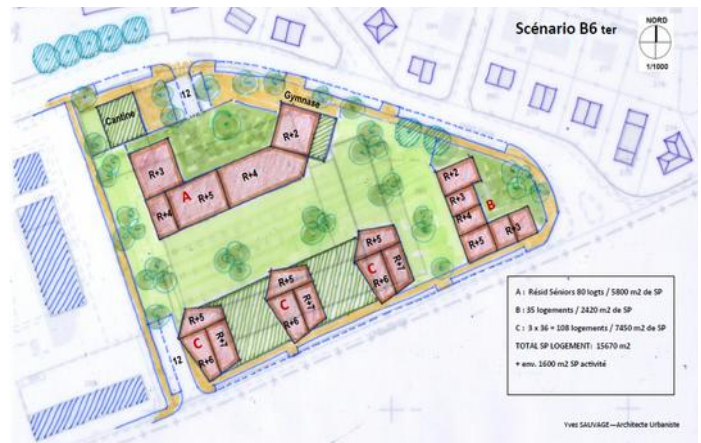 Scénario B6 ter
NORD
1/1000
12
Cantine
Gymnase
R+2
R+3
R+4
A
R+5
R+4
R+2
R+3
B
R+4
R+5
R+3
R+5
C
R+7
R+6
R+5
C
R+7
R+6
R+5
C
R+7
R+6
12
A : Résid Séniors 80 logts / 5800 m2 de SP
B : 35 logements / 2420 m2 de SP
C : 3 x 36 = 108 logements / 7450 m2 de SP
TOTAL SP LOGEMENT: 15670 m2
+ env. 1600 m2 SP activité
Yves SAUVAGE—Architecte Urbaniste